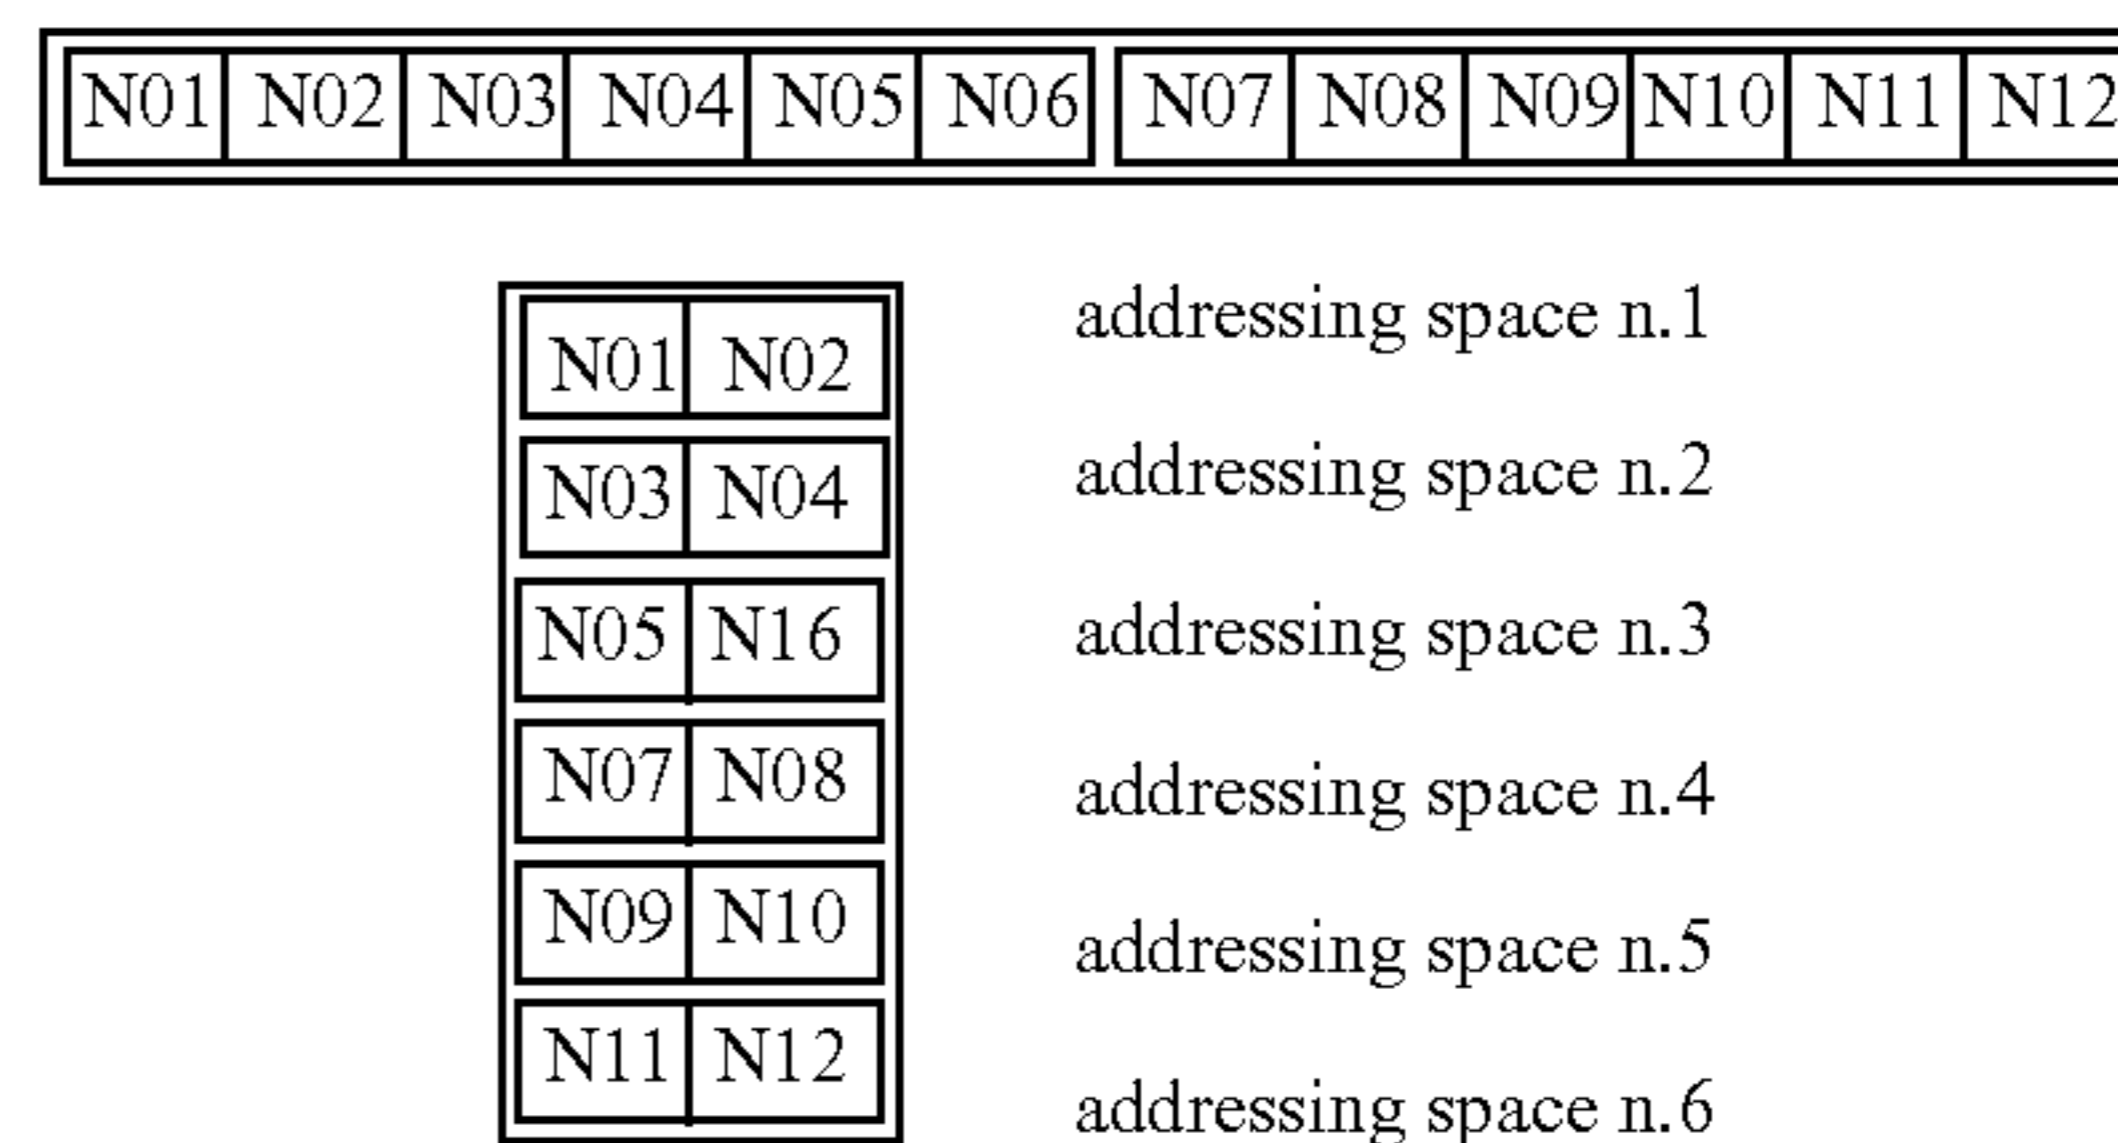 N01 N02 N03 N04 N05 N06 N07 N08 N09 N10 N11 N12
addressing space n.1
N01 N02
addressing space n.2
N03 N04
addressing space n.3
N05 N16
addressing space n.4
N07 N08
addressing space n.5
N09 N10
N11 N12
addressing space n.6